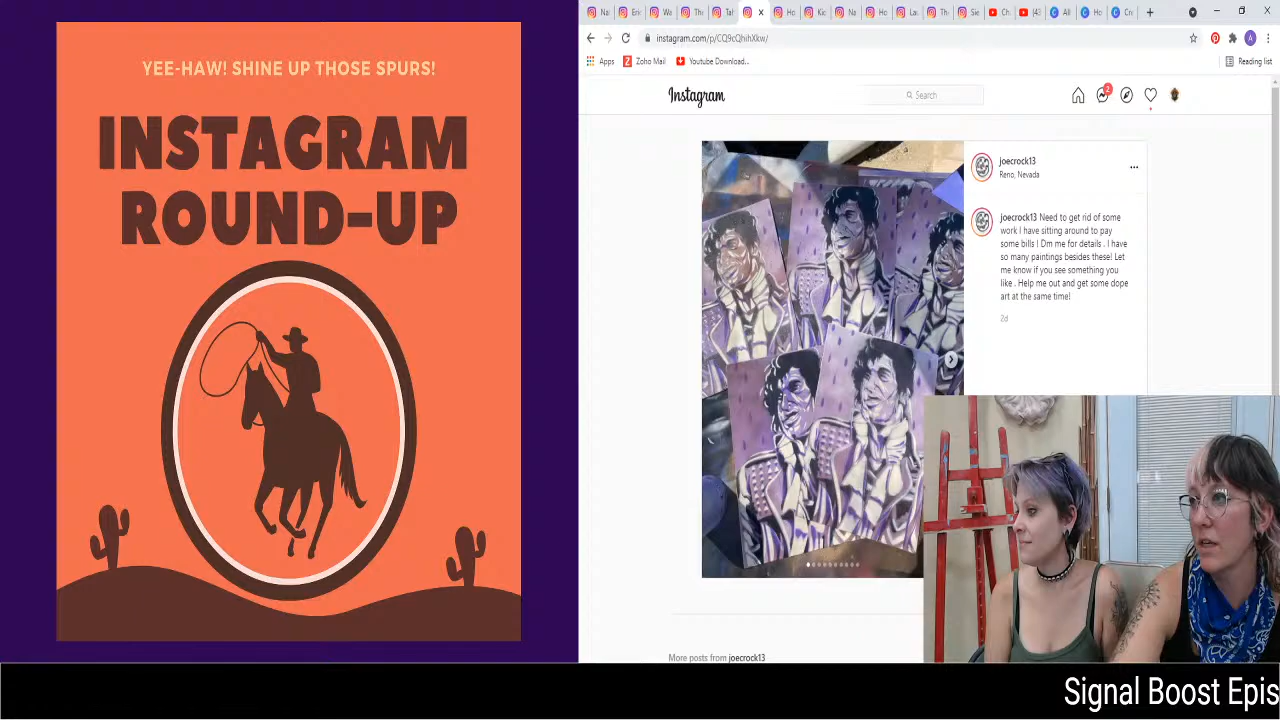 YEE-HAW! SHINE UP THOSE SPURS!
INSTAGRAM
ROUND-UP
instagram.com/p/CQ9cQhihXkw/
Apps
Zoho Mail
Youtube Download...
Reading list
Instagram
Search
2
joecrock13
Reno, Nevada
joecrock13 Need to get rid of some
work I have sitting around to pay
some bills ! Dm me for details . I have
so many paintings besides these! Let
me know if you see something you
like . Help me out and get some dope
art at the same time!
2d
More posts from joecrock13
Signal Boost Epis